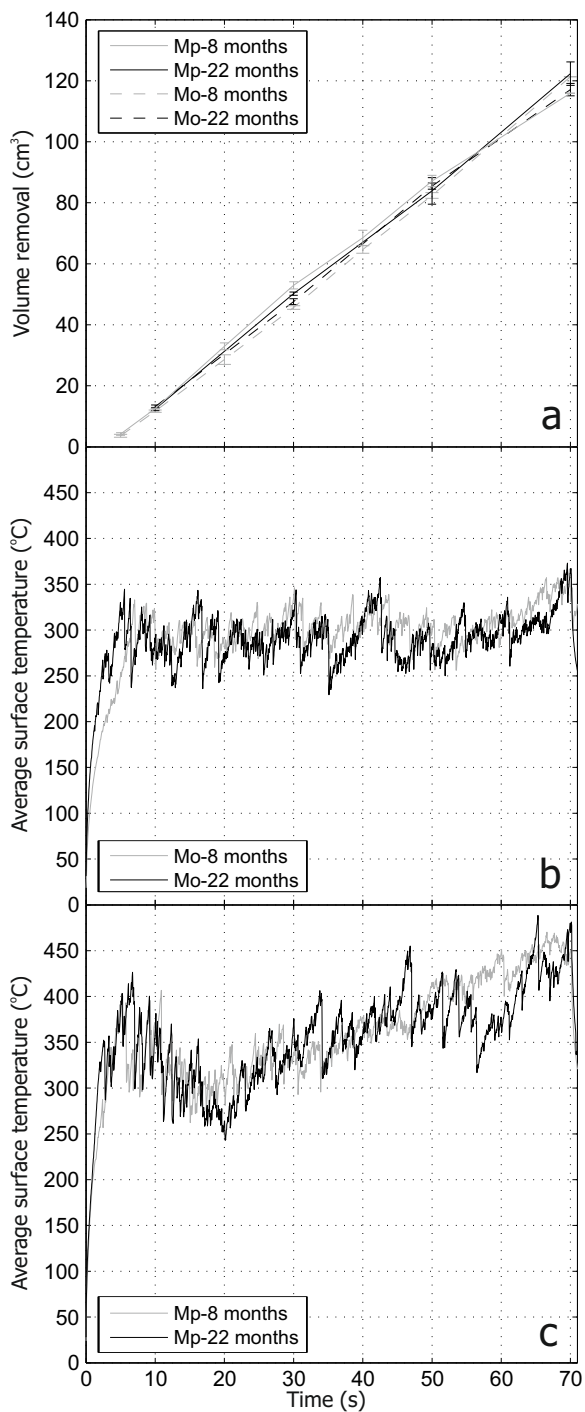 140
120
100
80
60
40
20
0
Volume removal (cm³)
Mp-8 months
Mp-22 months
Mo-8 months
Mo-22 months
a
450
400
350
300
250
200
150
100
50
0
Average surface temperature (°C)
Mo-8 months
Mo-22 months
b
450
400
350
300
250
200
150
100
50
0
Average surface temperature (°C)
Mp-8 months
Mp-22 months
c
0 10 20 30 40 50 60 70
Time (s)